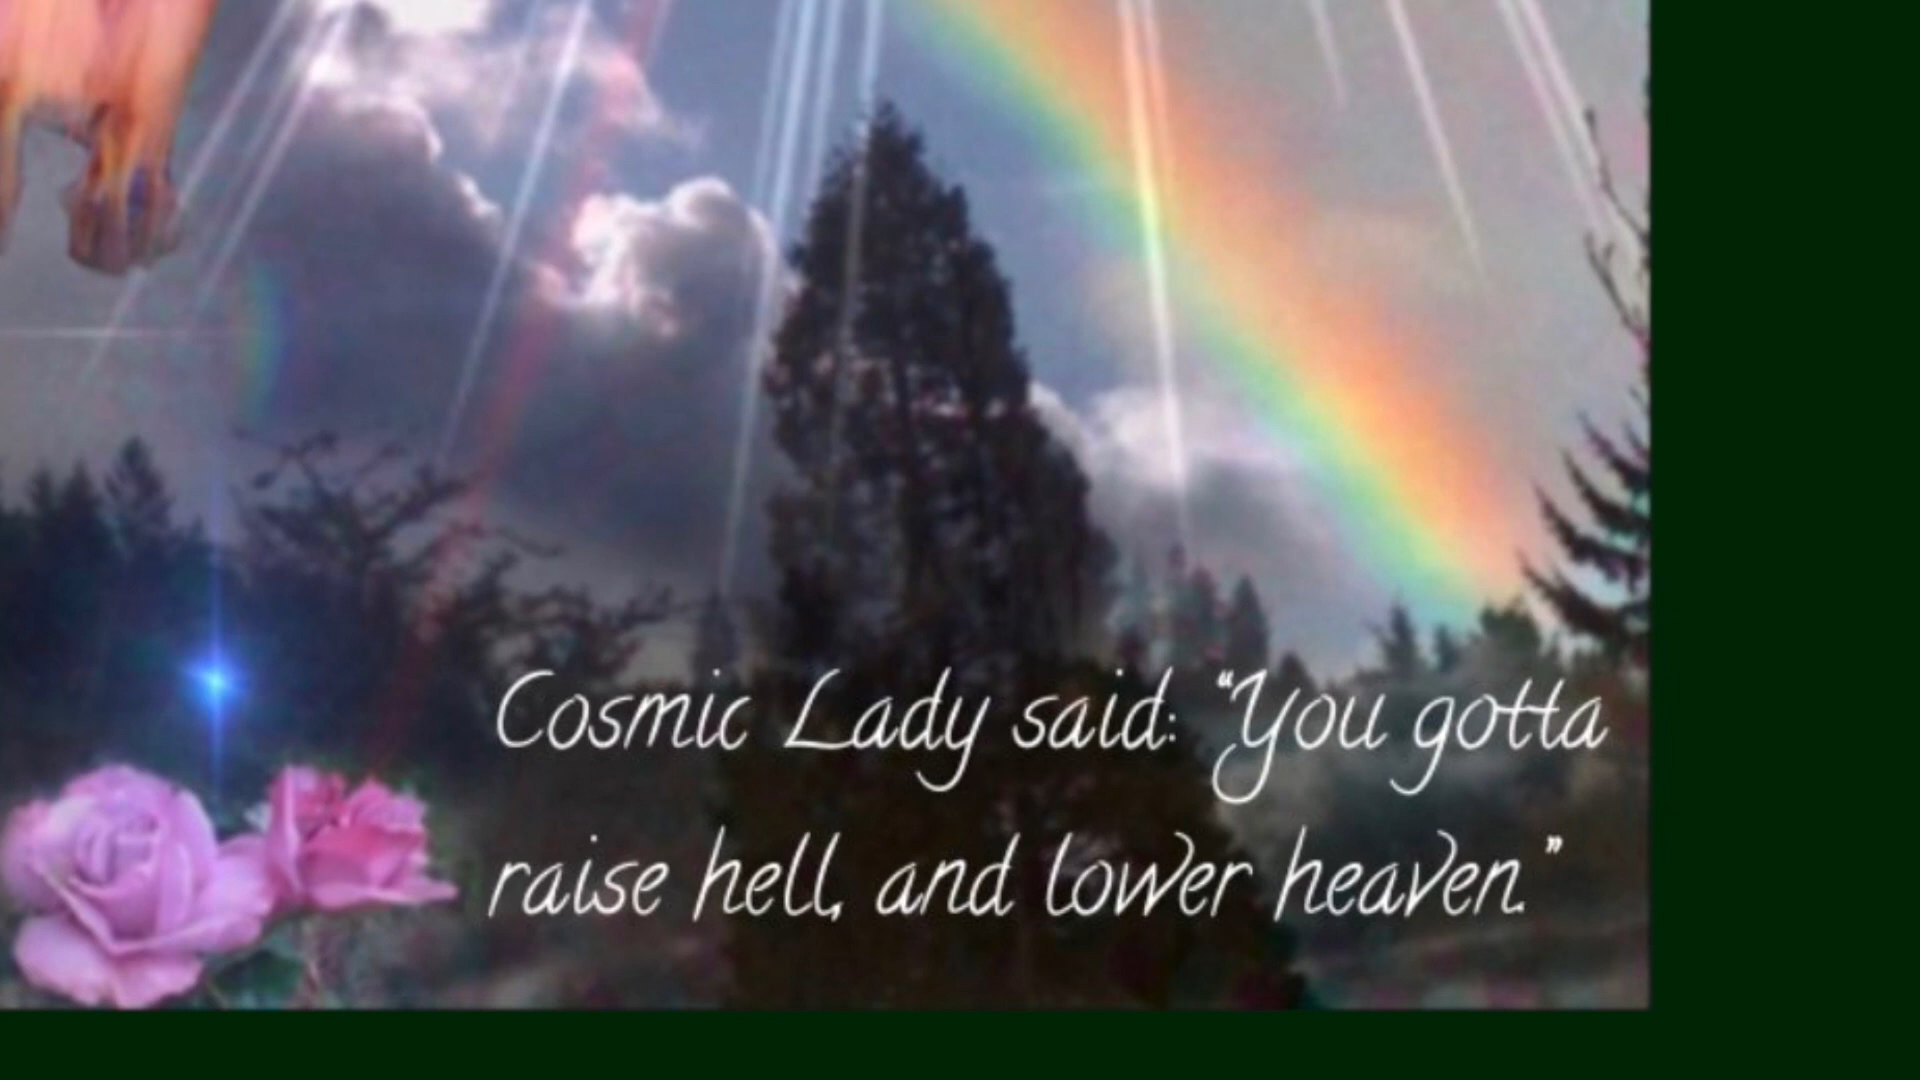 Cosmic Lady said: “You gotta
raise hell, and lower heaven.”